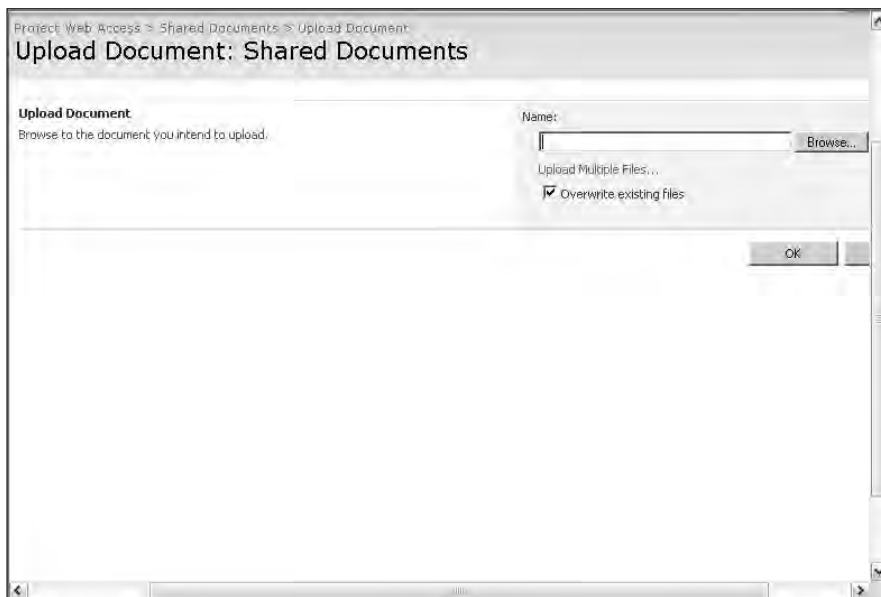 Project Web Access > Shared Documents > Upload Document
Upload Document: Shared Documents
Upload Document
Browse to the document you intend to upload.
Name:
Browse...
Upload Multiple Files...
Overwrite existing files
OK